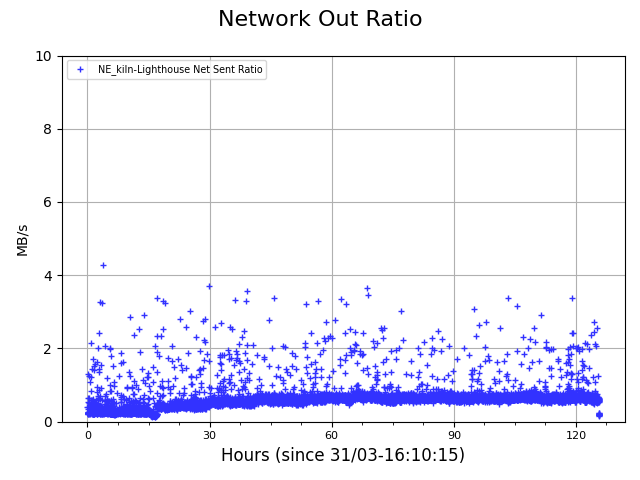 Network Out Ratio
10
NE_kiln-Lighthouse Net Sent Ratio
8
6
MB/s
4
2
0
0 30 60 90 120
Hours (since 31/03-16:10:15)